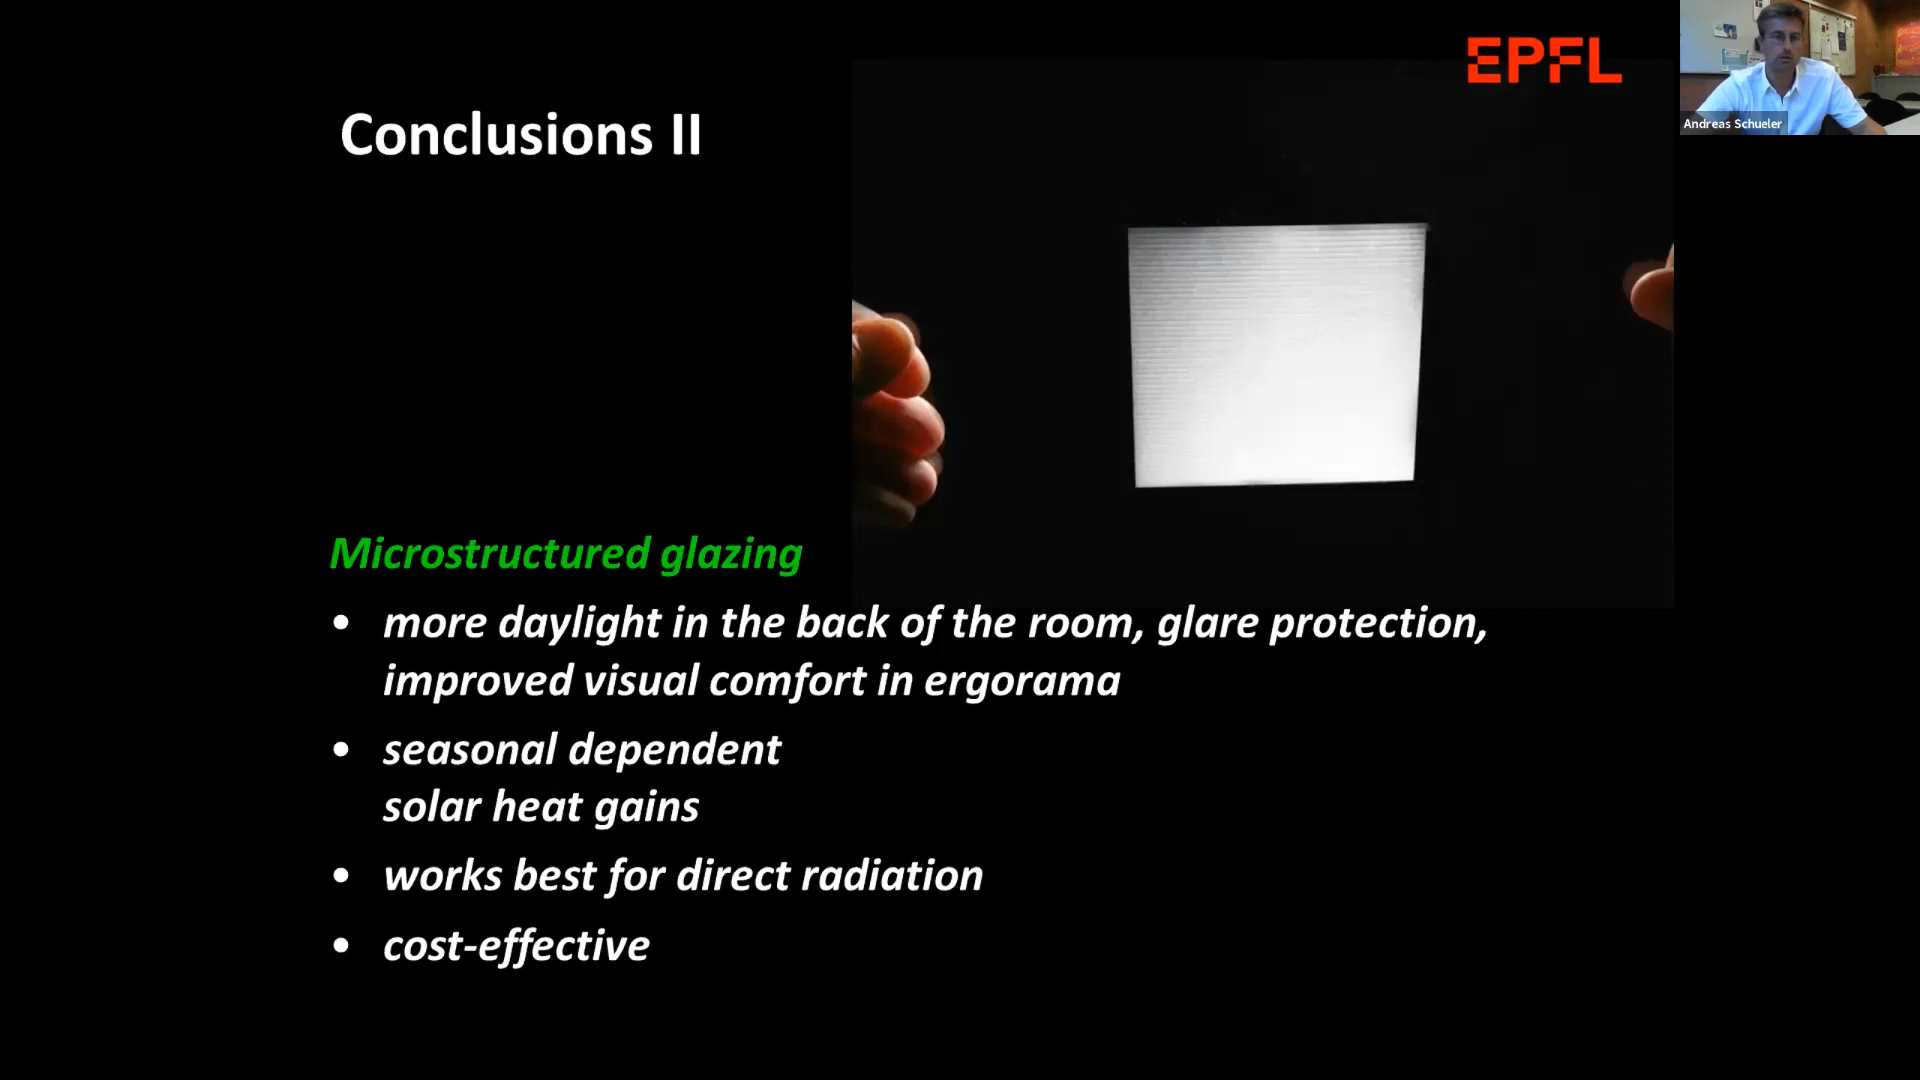 EPFL
Andreas Schueler
Conclusions II
Microstructured glazing
• more daylight in the back of the room, glare protection,
improved visual comfort in ergorama
• seasonal dependent
solar heat gains
• works best for direct radiation
• cost-effective